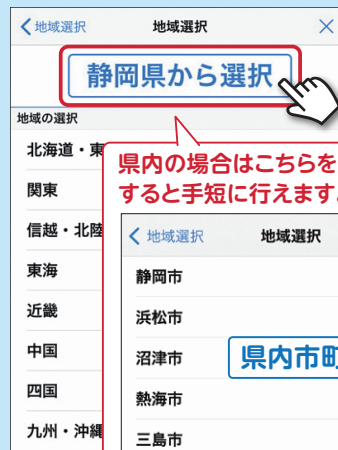 地域選択
地域選択
静岡県から選択
地域の選択
北海道・東
関東
信越・北陸
東海
近畿
中国
四国
九州・沖縄
県内の場合はこちらを
すると手短に行えます
地域選択
地域選択
静岡市
浜松市
沼津市
県内市町
熱海市
三島市